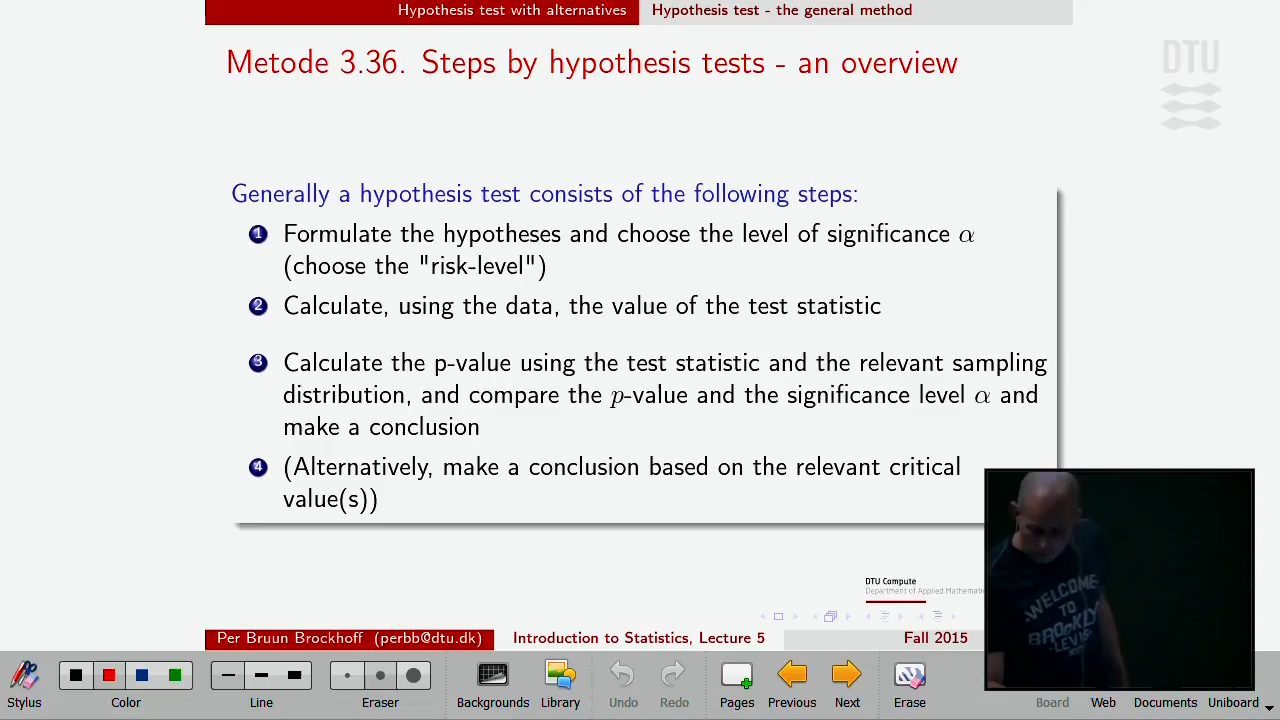 Hypothesis test with alternatives Hypothesis test - the general method
Metode 3.36. Steps by hypothesis tests - an overview
DTU
Generally a hypothesis test consists of the following steps:
1 Formulate the hypotheses and choose the level of significance α
(choose the "risk-level")
2 Calculate, using the data, the value of the test statistic
3 Calculate the p-value using the test statistic and the relevant sampling
distribution, and compare the p-value and the significance level α and
make a conclusion
4 (Alternatively, make a conclusion based on the relevant critical
value(s))
WELCOME
TO
DTU Compute
Department of Applied
Per Bruun Brockhoff (perbb@dtu.dk) Introduction to Statistics, Lecture 5 Fall 2015
Stylus Color Line Eraser Backgrounds Library Undo Redo Pages Previous Next Erase Board Web Documents Uniboard